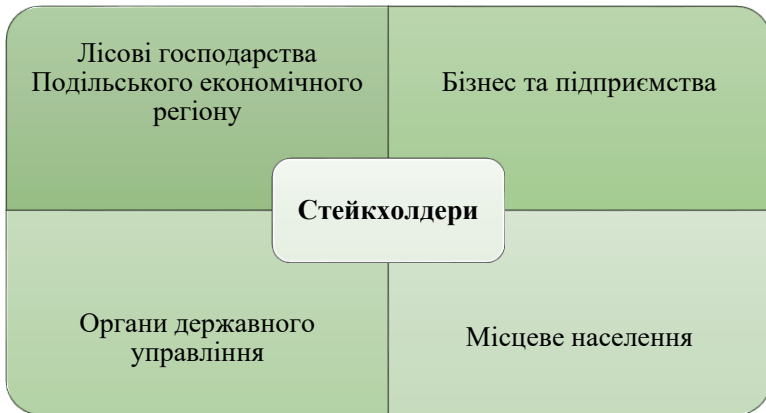 Лісові господарства
Подільського економічного
регіону
Бізнес та підприємства
Стейкхолдери
Органи державного
управління
Місцеве населення